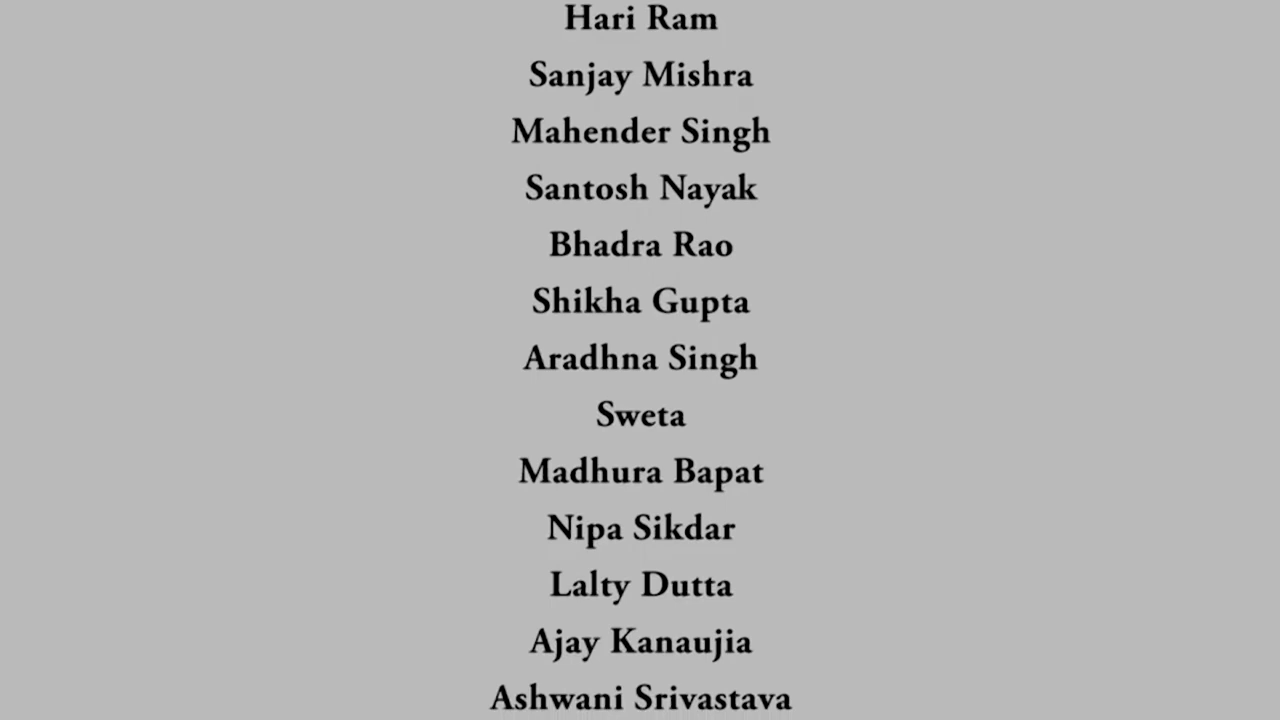 Hari Ram
Sanjay Mishra
Mahender Singh
Santosh Nayak
Bhadra Rao
Shikha Gupta
Aradhna Singh
Sweta
Madhura Bapat
Nipa Sikdar
Lalty Dutta
Ajay Kanaujia
Ashwani Srivastava